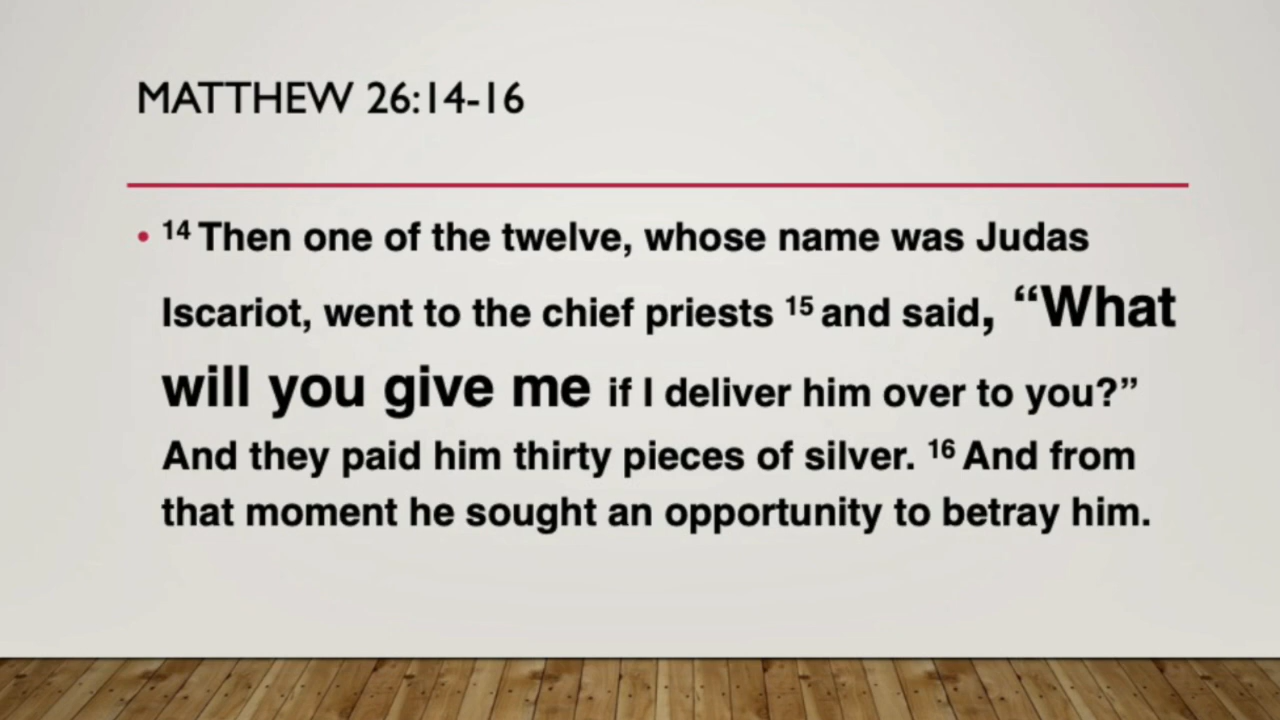 MATTHEW 26:14-16
• 14 Then one of the twelve, whose name was Judas
Iscariot, went to the chief priests 15 and said, “What
will you give me if I deliver him over to you?”
And they paid him thirty pieces of silver. 16 And from
that moment he sought an opportunity to betray him.